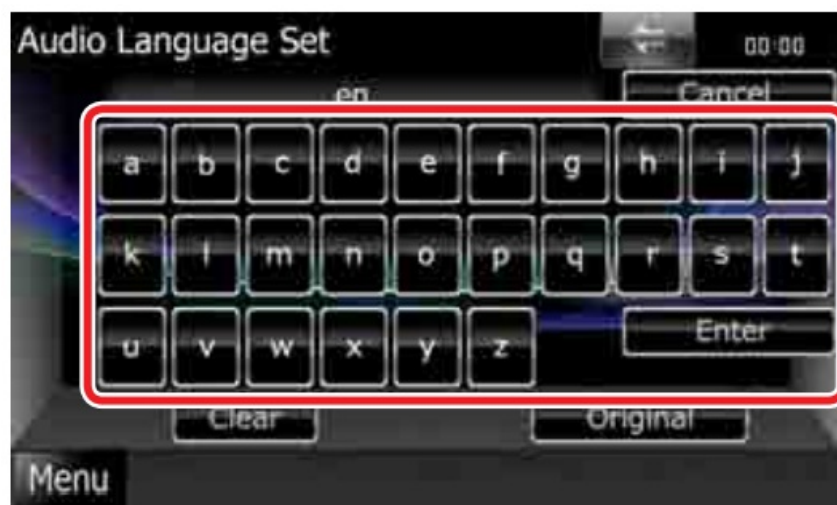 Audio Language Set 00:00
en Cancel
a b c d e f g h i j
k l m n o p q r s t
u v w x y z Enter
Clear Original
Menu